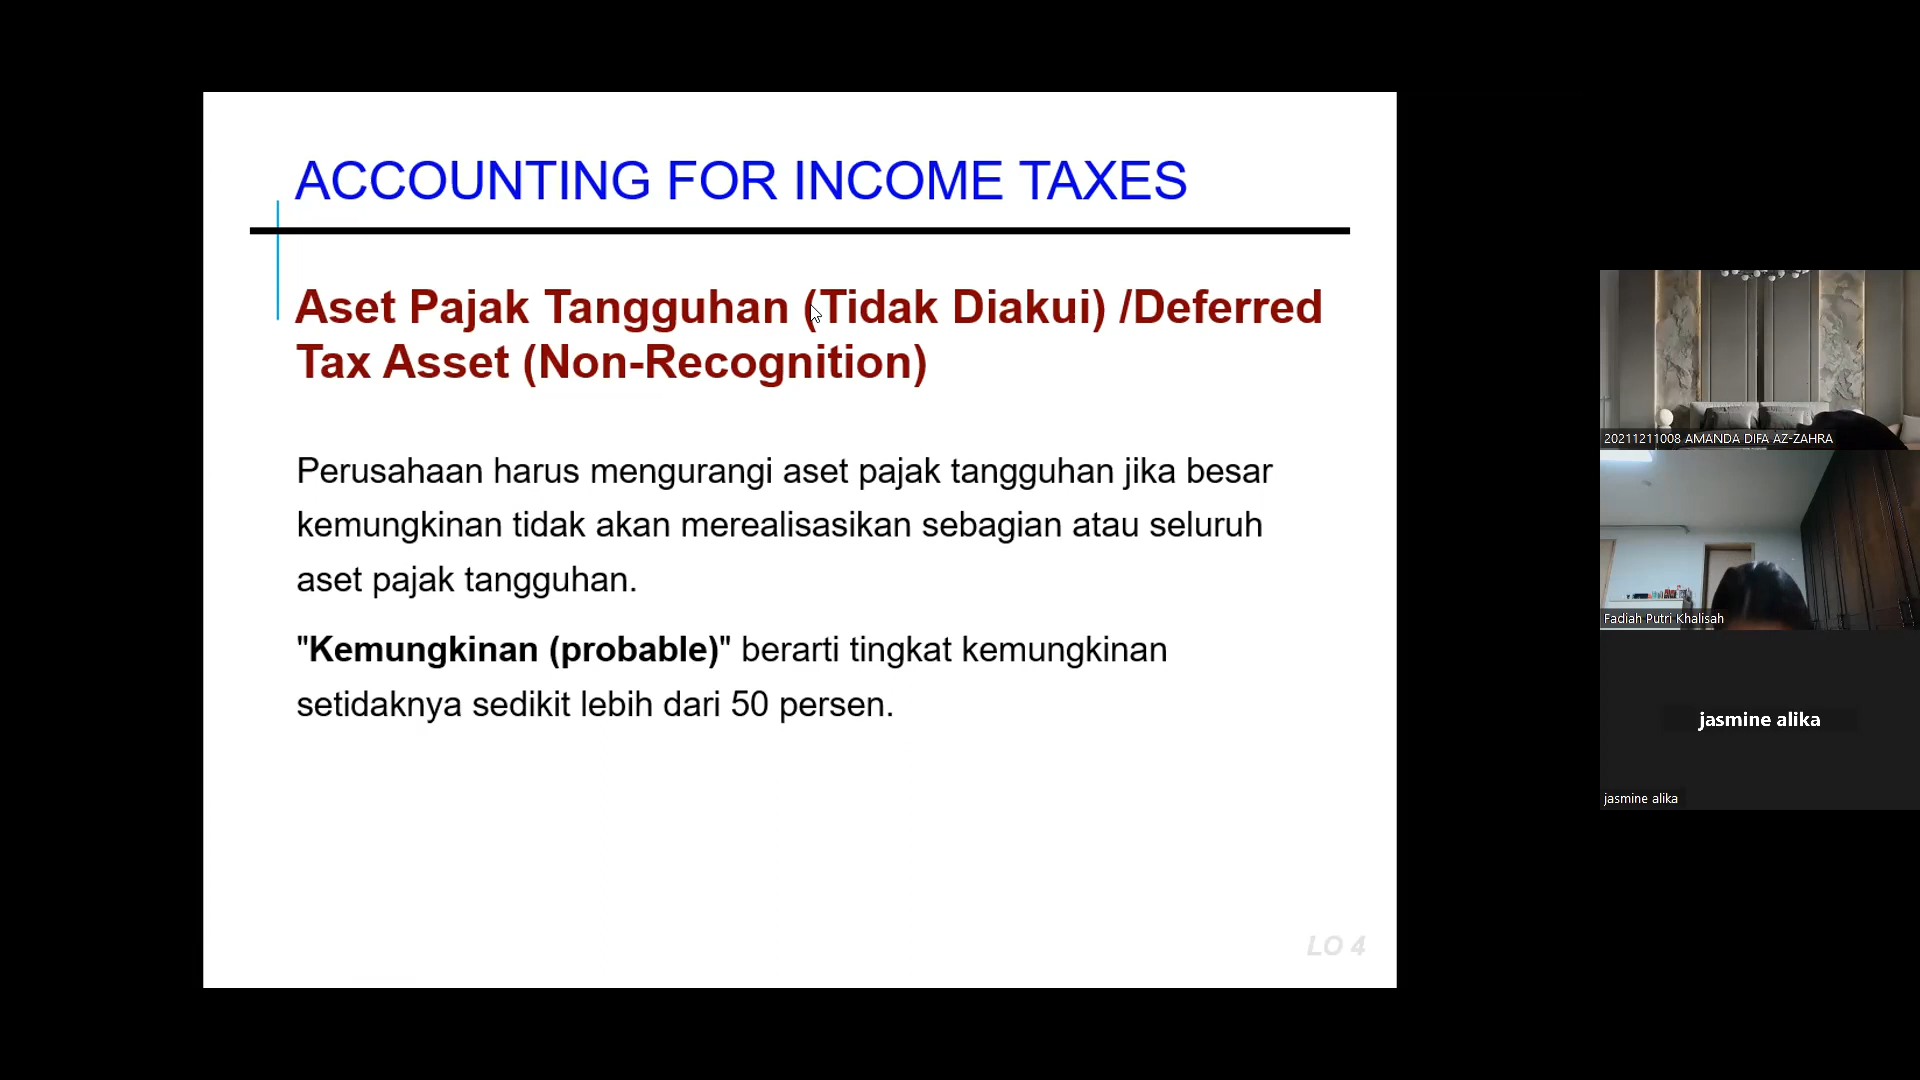 ACCOUNTING FOR INCOME TAXES
Aset Pajak Tangguhan (Tidak Diakui) /Deferred
Tax Asset (Non-Recognition)
Perusahaan harus mengurangi aset pajak tangguhan jika besar
kemungkinan tidak akan merealisasikan sebagian atau seluruh
aset pajak tangguhan.
"Kemungkinan (probable)" berarti tingkat kemungkinan
setidaknya sedikit lebih dari 50 persen.
LO 4
20211211008 AMANDA DIFA AZ-ZAHRA
Fadiah Putri Khalisah
jasmine alika
jasmine alika